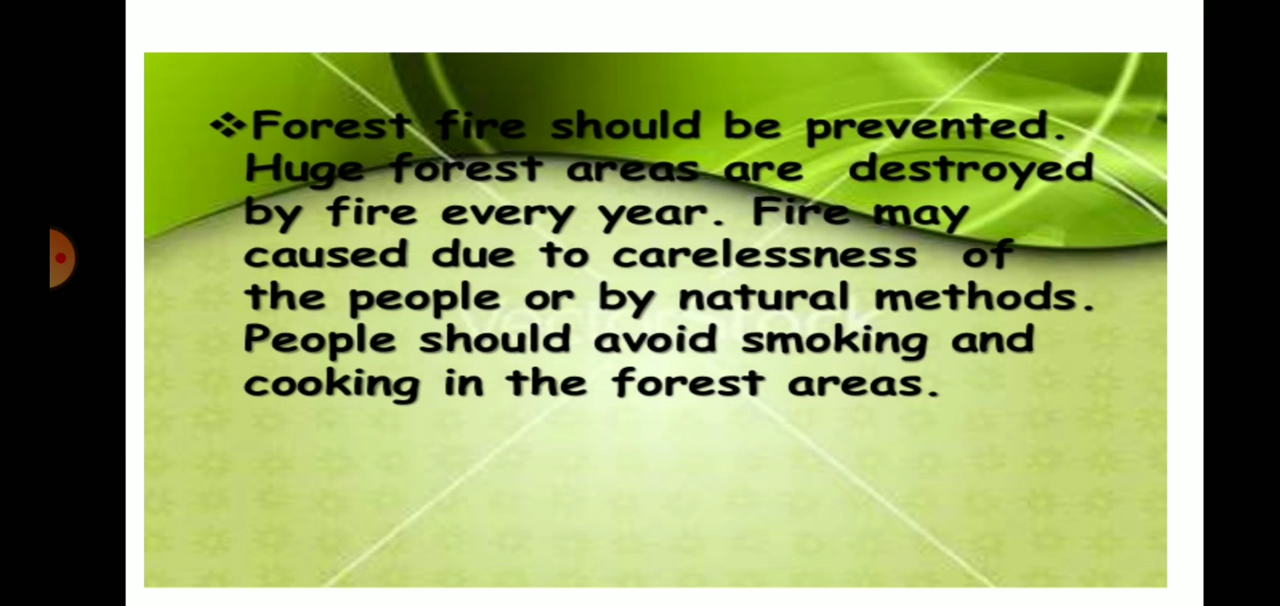 ❖Forest fire should be prevented.
Huge forest areas are destroyed
by fire every year. Fire may
caused due to carelessness of
the people or by natural methods.
People should avoid smoking and
cooking in the forest areas.